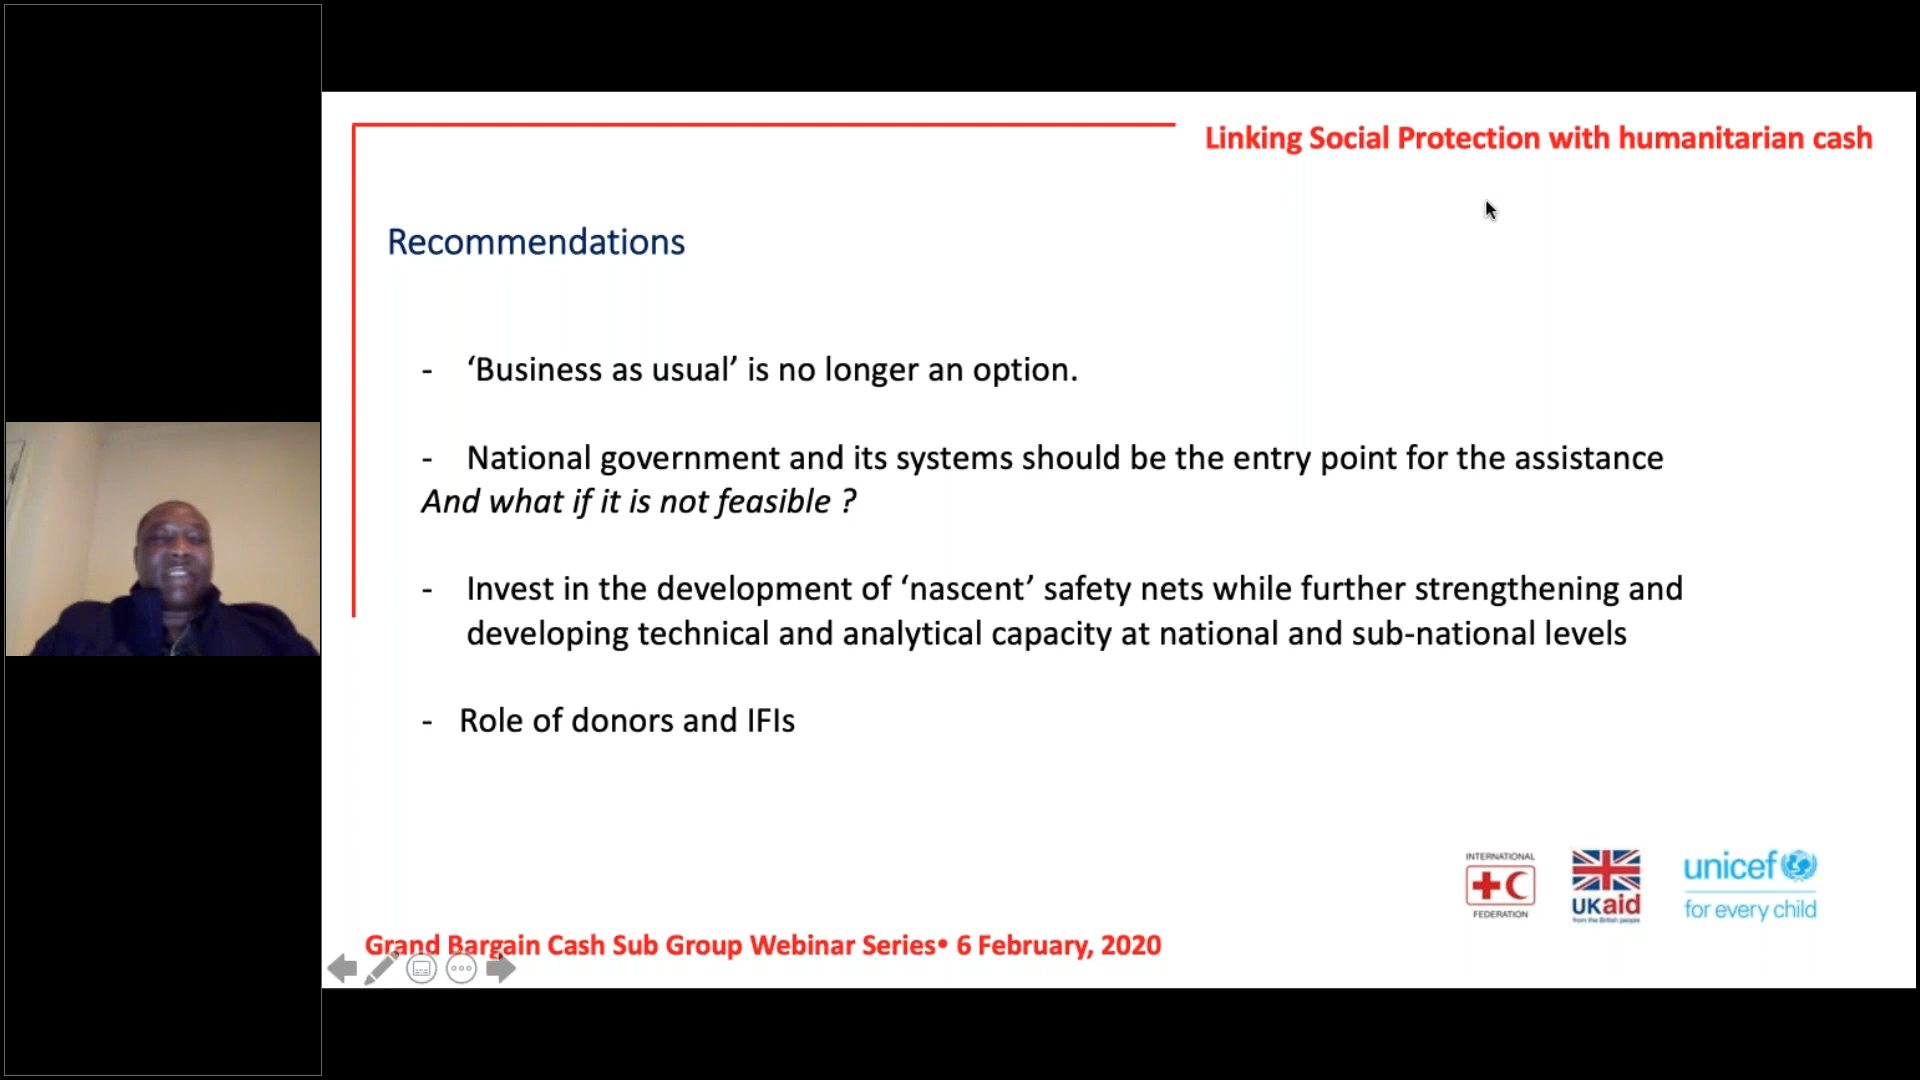 Linking Social Protection with humanitarian cash
Recommendations
- ‘Business as usual’ is no longer an option.
- National government and its systems should be the entry point for the assistance
And what if it is not feasible ?
- Invest in the development of ‘nascent’ safety nets while further strengthening and
developing technical and analytical capacity at national and sub-national levels
- Role of donors and IFIs
INTERNATIONAL
FEDERATION
UKaid
from the British people
unicef
for every child
Grand Bargain Cash Sub Group Webinar Series• 6 February, 2020